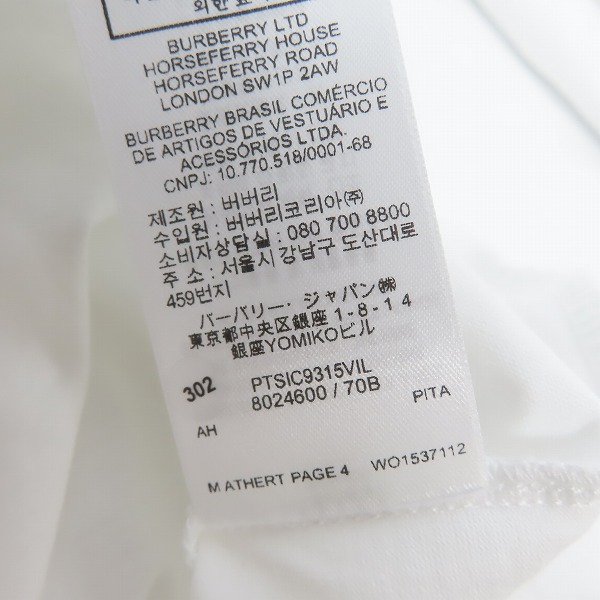 외한 표
BURBERRY LTD
HORSEFERRY HOUSE
HORSEFERRY ROAD
LONDON SW1P 2AW
BURBERRY BRASIL COMÉRCIO
DE ARTIGOS DE VESTUÁRIO E
ACESSÓRIOS LTDA.
CNPJ: 10.770.518/0001-68
제조원 : 버버리
수입원 : 버버리코리아(주)
소비자상담실 : 080 700 8800
주 소 : 서울시 강남구 도산대로
459번지
バーバリー・ジャパン㈱
東京都中央区銀座1-8-14
銀座YOMIKOビル
302 PTSIC9315VIL
8024600 / 70B PITA
AH
M ATHERT PAGE 4 WO1537112